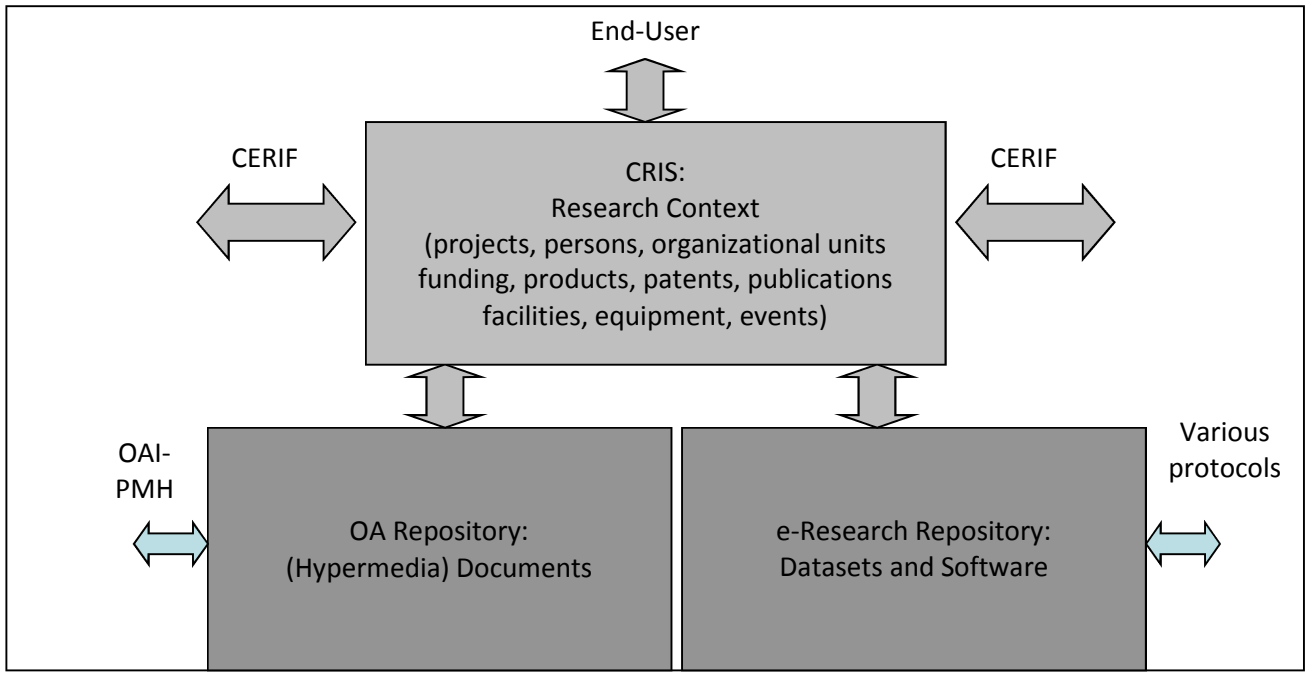 End-User
CERIF
CERIF
CRIS:
Research Context
(projects, persons, organizational units
funding, products, patents, publications
facilities, equipment, events)
OAI-
PMH
Various
protocols
OA Repository:
(Hypermedia) Documents
e-Research Repository:
Datasets and Software